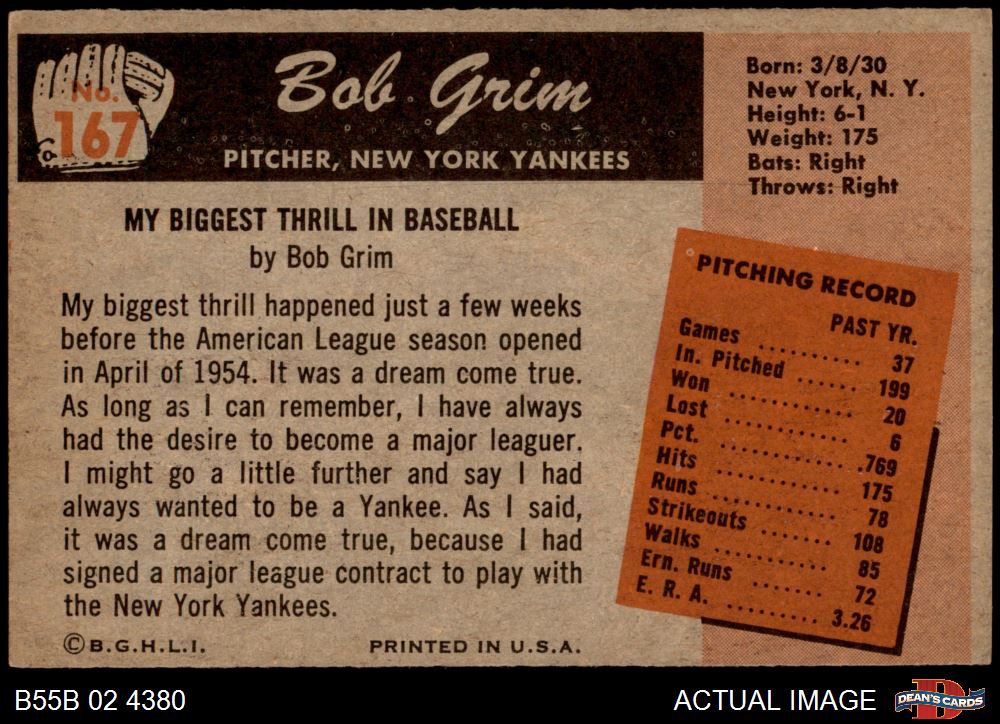 No.
167
Bob Grim
PITCHER, NEW YORK YANKEES
Born: 3/8/30
New York, N. Y.
Height: 6-1
Weight: 175
Bats: Right
Throws: Right
MY BIGGEST THRILL IN BASEBALL
by Bob Grim
My biggest thrill happened just a few weeks
before the American League season opened
in April of 1954. It was a dream come true.
As long as I can remember, I have always
had the desire to become a major leaguer.
I might go a little further and say I had
always wanted to be a Yankee. As I said,
it was a dream come true, because I had
signed a major league contract to play with
the New York Yankees.
PITCHING RECORD
PAST YR.
Games .......... 37
In. Pitched ...... 199
Won ............ 20
Lost ............ 6
Pct. ............ .769
Hits ............ 175
Runs ............ 78
Strikeouts ....... 108
Walks .......... 85
Ern. Runs ....... 72
E. R. A. ......... 3.26
©B.G.H.L.I. PRINTED IN U.S.A.
B55B 02 4380 ACTUAL IMAGE DEAN'S CARDS